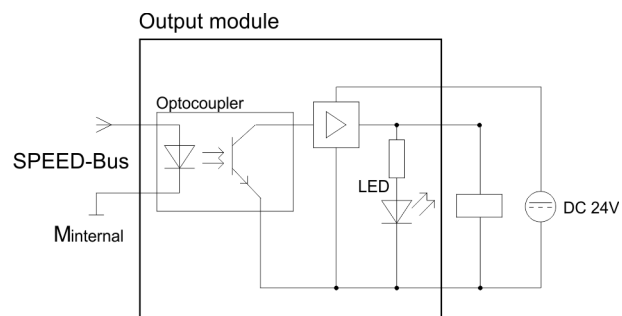 Output module
Optocoupler
SPEED-Bus
LED
DC 24V
Minternal